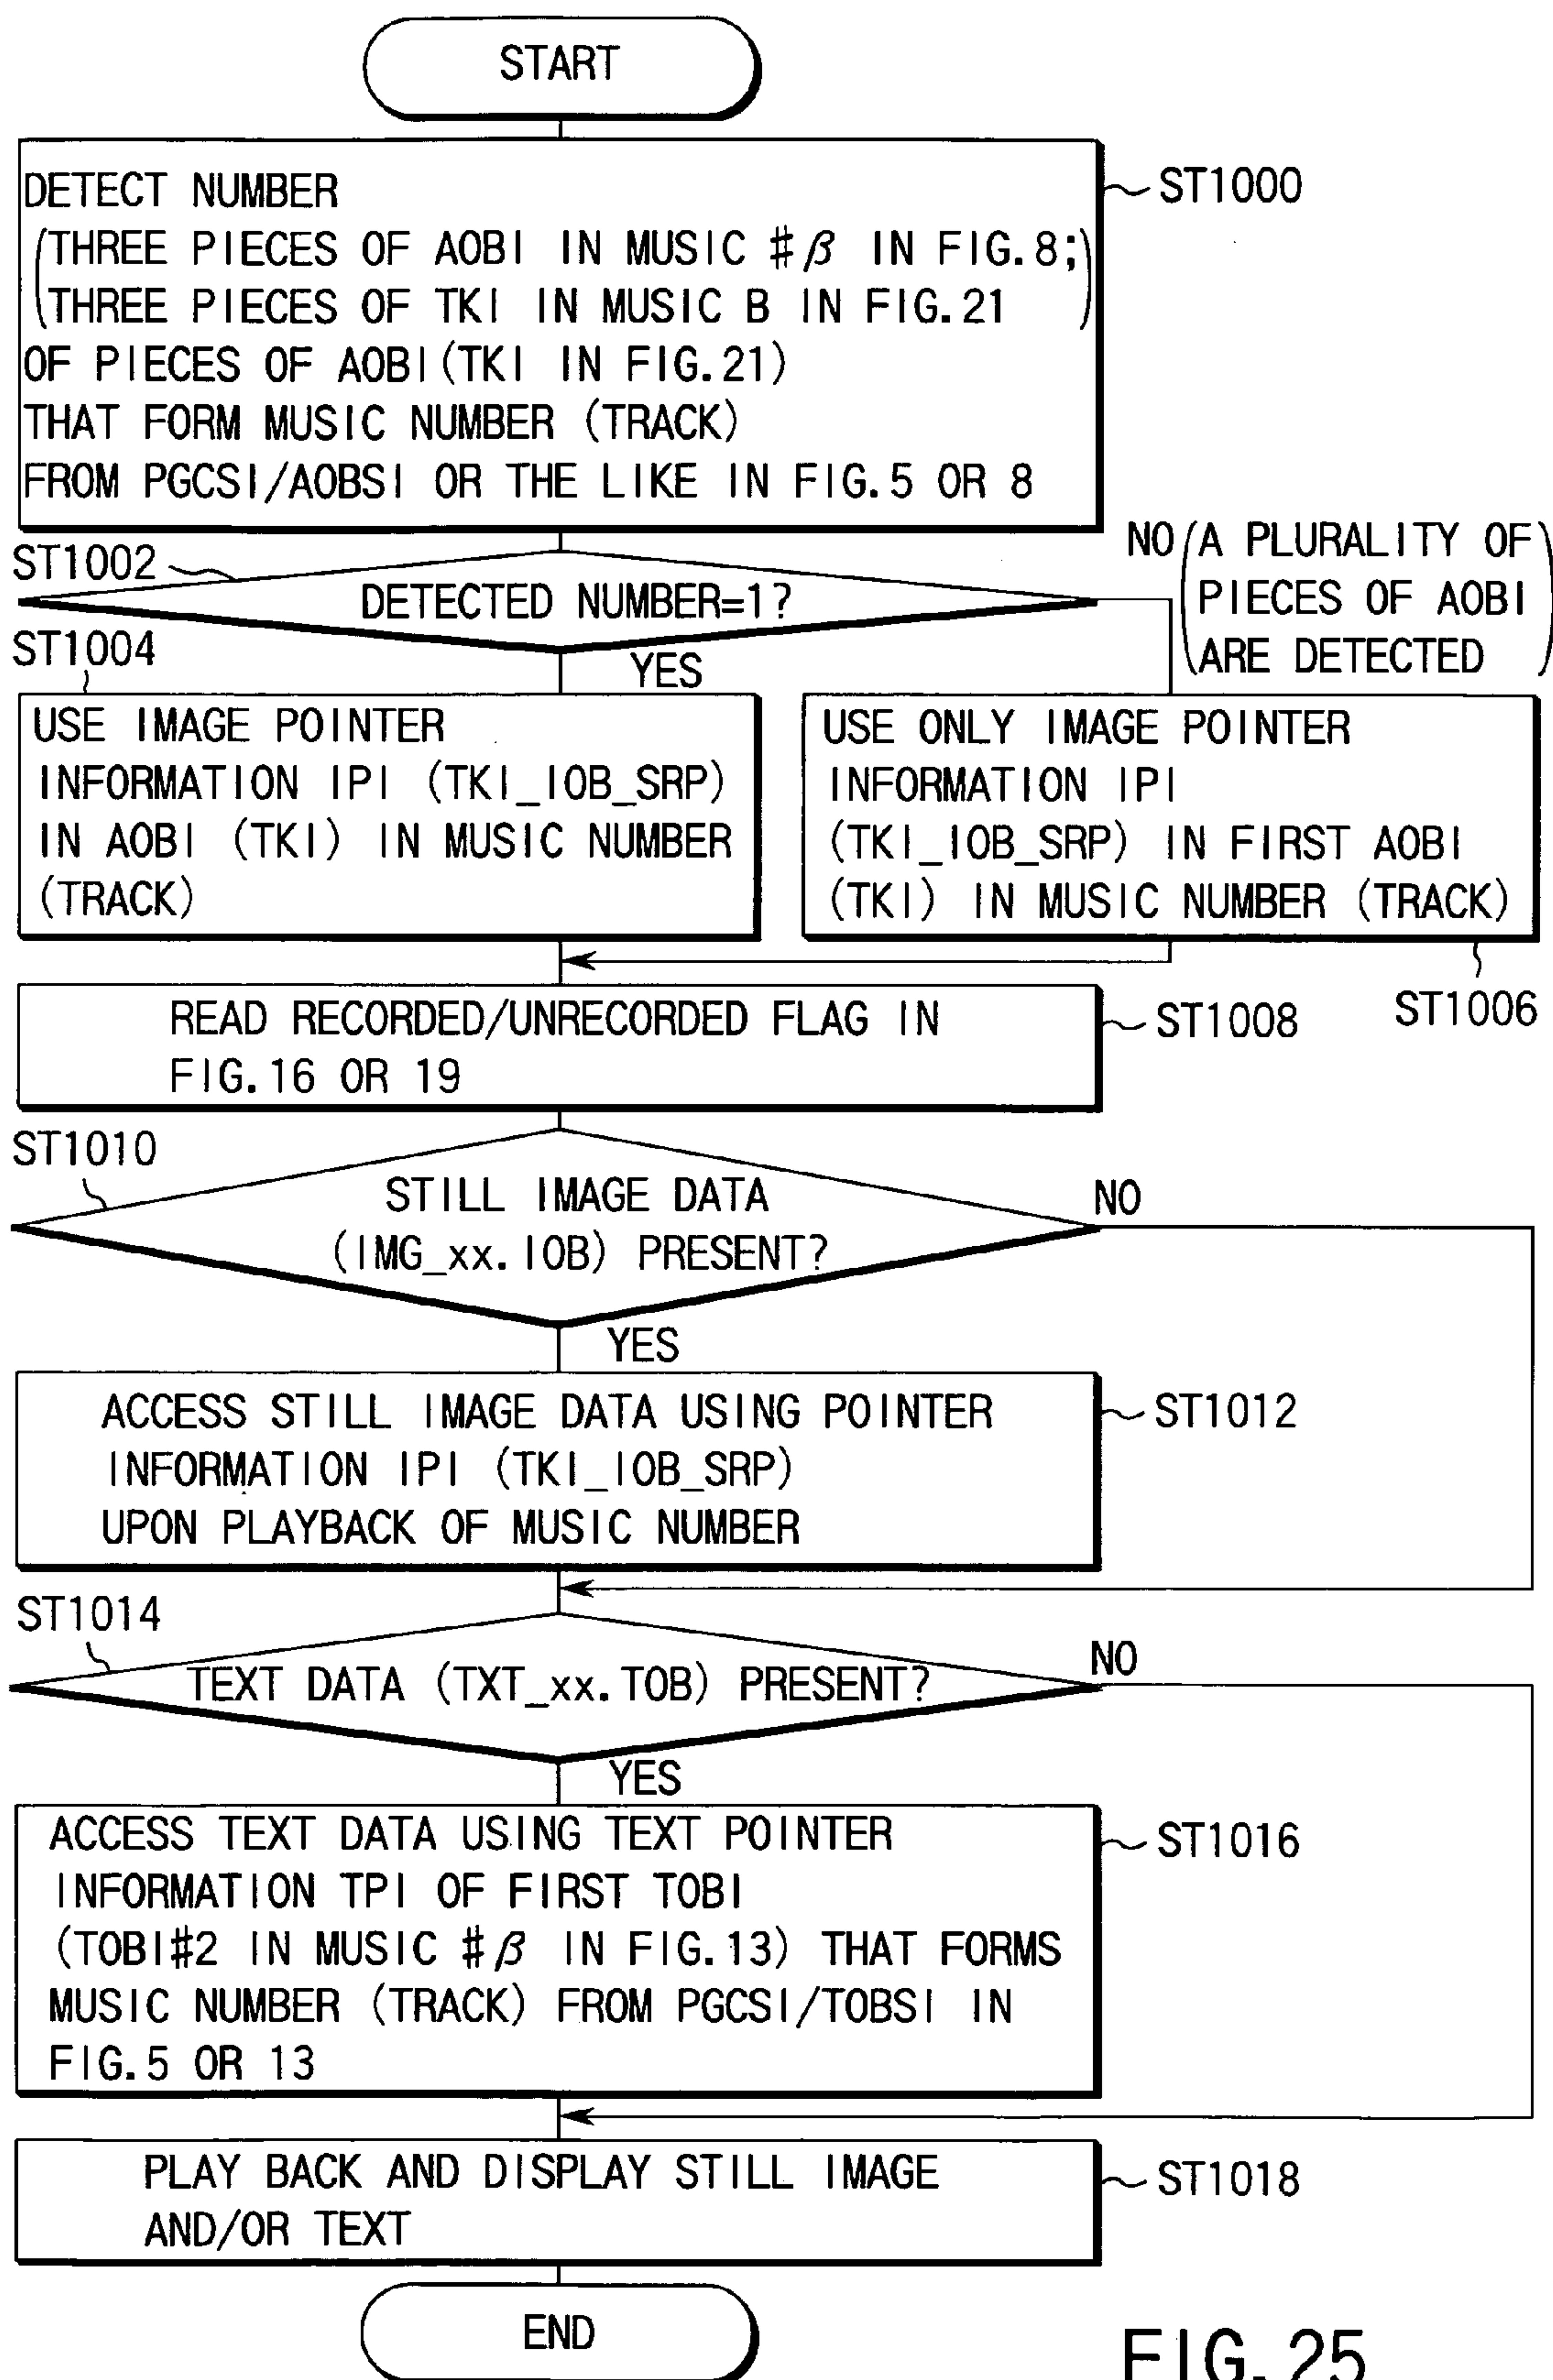 START
DETECT NUMBER
(THREE PIECES OF AOBI IN MUSIC #β IN FIG.8;
THREE PIECES OF TKI IN MUSIC B IN FIG.21)
OF PIECES OF AOBI(TKI IN FIG.21)
THAT FORM MUSIC NUMBER (TRACK)
FROM PGCSI/AOBSI OR THE LIKE IN FIG.5 OR 8
ST1000
ST1002
DETECTED NUMBER=1?
NO (A PLURALITY OF
PIECES OF AOBI
ARE DETECTED)
YES
ST1004
USE IMAGE POINTER
INFORMATION IPI (TKI_IOB_SRP)
IN AOBI (TKI) IN MUSIC NUMBER
(TRACK)
USE ONLY IMAGE POINTER
INFORMATION IPI
(TKI_IOB_SRP) IN FIRST AOBI
(TKI) IN MUSIC NUMBER (TRACK)
ST1006
READ RECORDED/UNRECORDED FLAG IN
FIG.16 OR 19
ST1008
ST1010
STILL IMAGE DATA
(IMG_xx.IOB) PRESENT?
NO
YES
ACCESS STILL IMAGE DATA USING POINTER
INFORMATION IPI (TKI_IOB_SRP)
UPON PLAYBACK OF MUSIC NUMBER
ST1012
ST1014
TEXT DATA (TXT_xx.TOB) PRESENT?
NO
YES
ACCESS TEXT DATA USING TEXT POINTER
INFORMATION TPI OF FIRST TOBI
(TOBI#2 IN MUSIC #β IN FIG.13) THAT FORMS
MUSIC NUMBER (TRACK) FROM PGCSI/TOBSI IN
FIG.5 OR 13
ST1016
PLAY BACK AND DISPLAY STILL IMAGE
AND/OR TEXT
ST1018
END
FIG.25